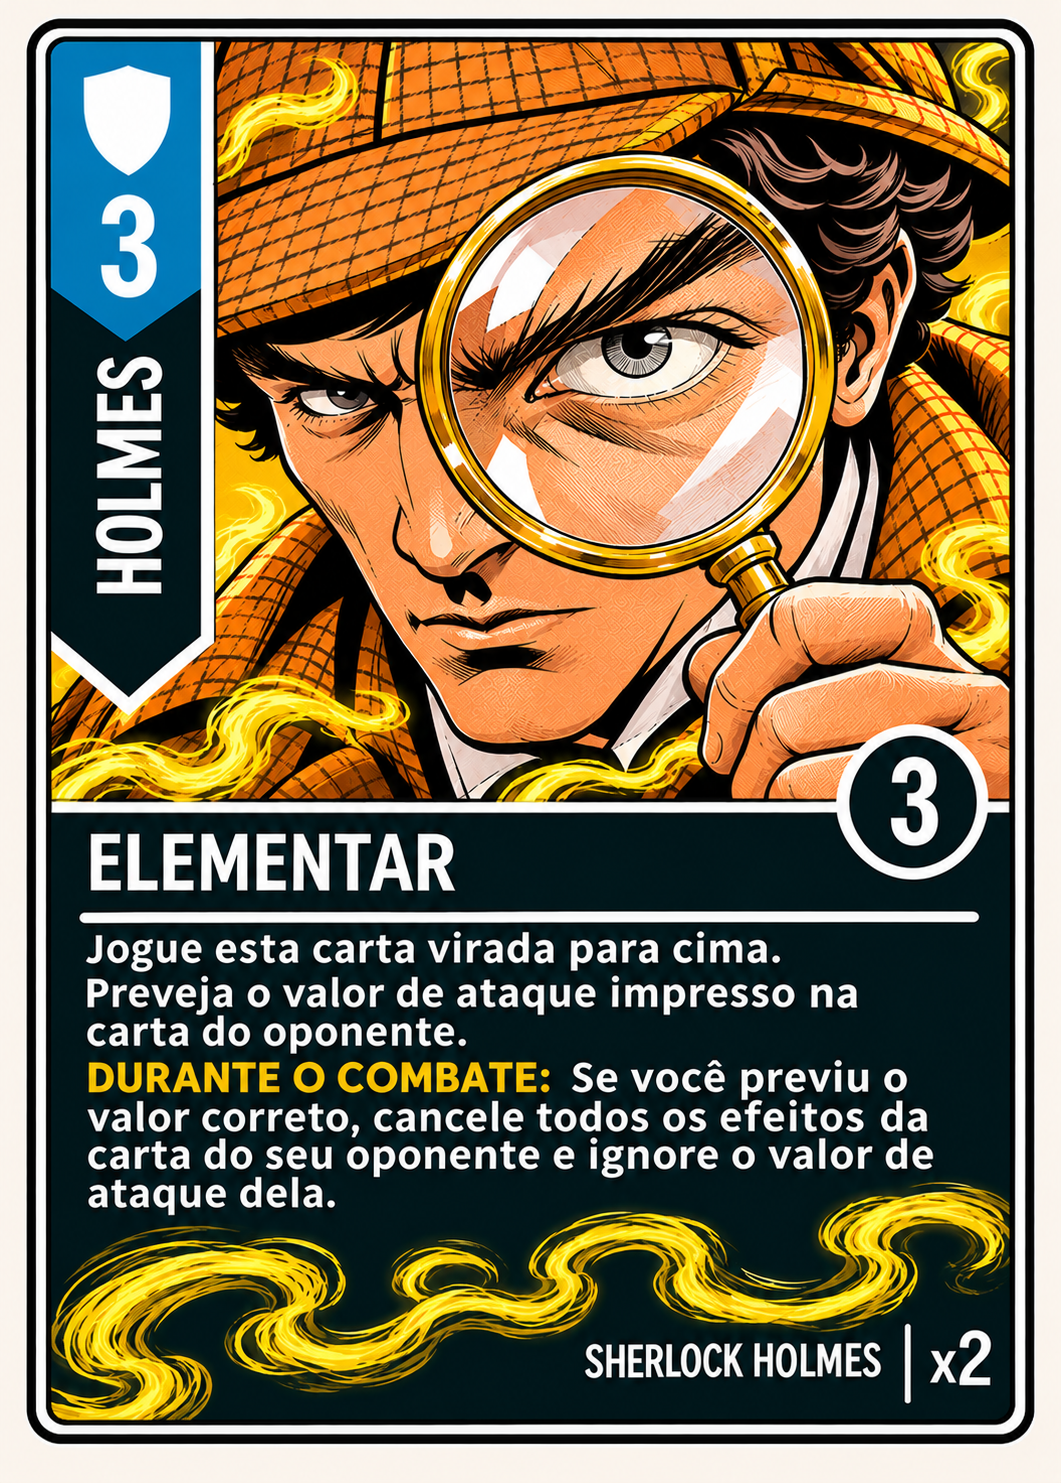 3
HOLMES
3
ELEMENTAR
Jogue esta carta virada para cima.
Preveja o valor de ataque impresso na
carta do oponente.
DURANTE O COMBATE: Se você previu o
valor correto, cancele todos os efeitos da
carta do seu oponente e ignore o valor de
ataque dela.
SHERLOCK HOLMES | x2